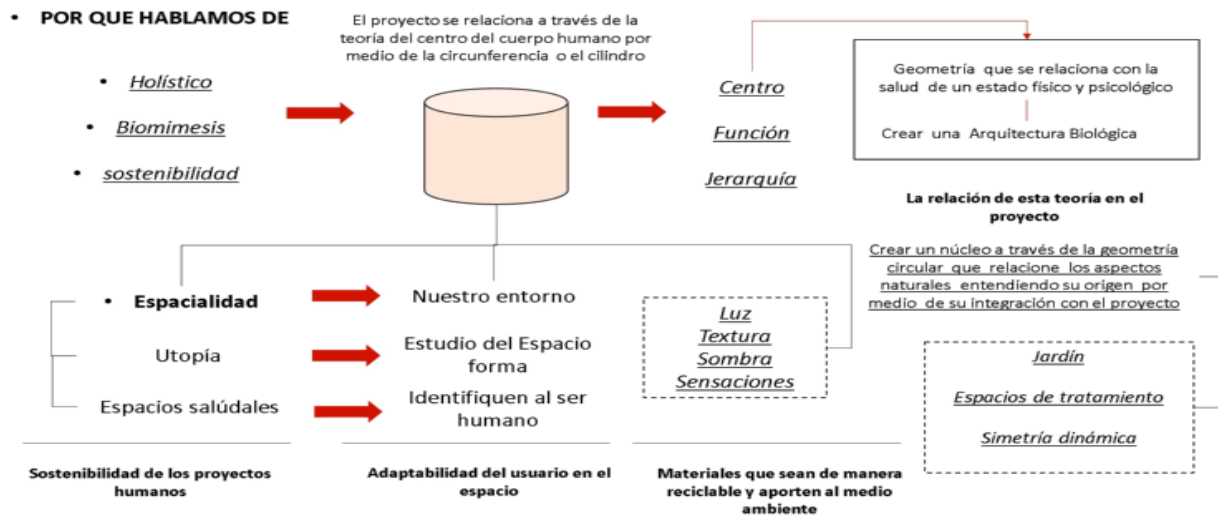 • POR QUE HABLAMOS DE
El proyecto se relaciona a través de la
teoría del centro del cuerpo humano por
medio de la circunferencia o el cilindro
• Holístico
• Biomimesis
• sostenibilidad
Centro
Función
Jerarquía
Geometría que se relaciona con la
salud de un estado físico y psicológico
Crear una Arquitectura Biológica
La relación de esta teoría en el
proyecto
Crear un núcleo a través de la geometría
circular que relacione los aspectos
naturales entendiendo su origen por
medio de su integración con el proyecto
• Espacialidad
Utopía
Espacios salúdales
Nuestro entorno
Estudio del Espacio
forma
Identifiquen al ser
humano
Luz
Textura
Sombra
Sensaciones
Jardín
Espacios de tratamiento
Simetría dinámica
Sostenibilidad de los proyectos
humanos
Adaptabilidad del usuario en el
espacio
Materiales que sean de manera
reciclable y aporten al medio
ambiente